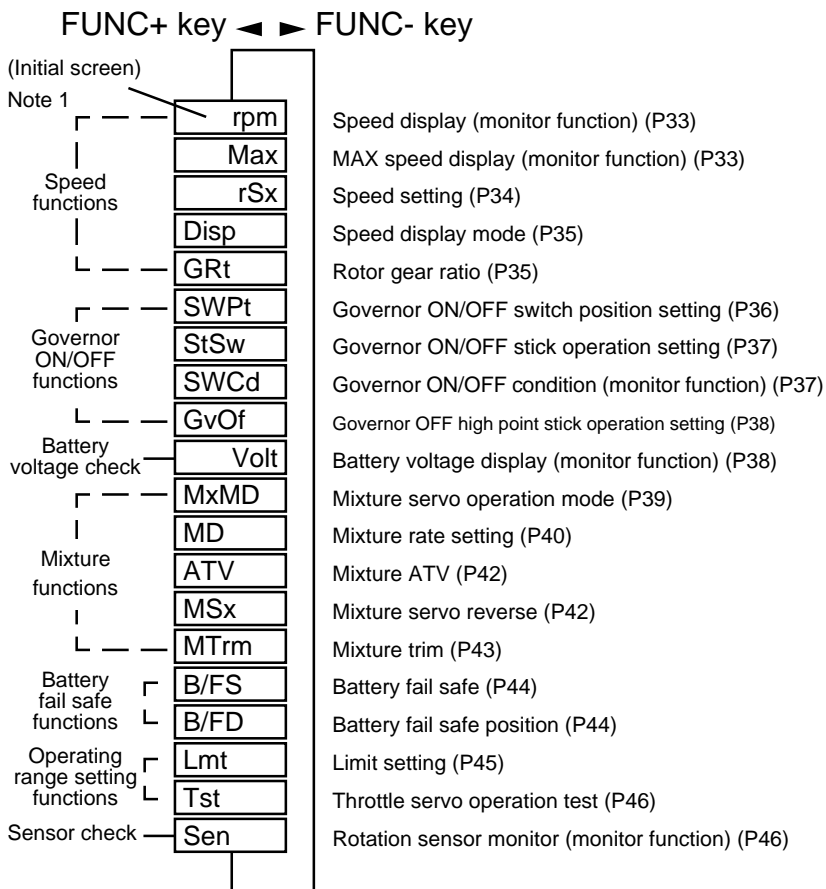 FUNC+ key ◄ ► FUNC- key
(Initial screen)
Note 1
rpm Speed display (monitor function) (P33)
Max MAX speed display (monitor function) (P33)
Speed
functions
rSx Speed setting (P34)
Disp Speed display mode (P35)
GRt Rotor gear ratio (P35)
SWPt Governor ON/OFF switch position setting (P36)
Governor
ON/OFF
functions
StSw Governor ON/OFF stick operation setting (P37)
SWCd Governor ON/OFF condition (monitor function) (P37)
GvOf Governor OFF high point stick operation setting (P38)
Battery
voltage check
Volt Battery voltage display (monitor function) (P38)
MxMD Mixture servo operation mode (P39)
MD Mixture rate setting (P40)
Mixture
functions
ATV Mixture ATV (P42)
MSx Mixture servo reverse (P42)
MTrm Mixture trim (P43)
Battery
fail safe
functions
B/FS Battery fail safe (P44)
B/FD Battery fail safe position (P44)
Operating
range setting
functions
Lmt Limit setting (P45)
Tst Throttle servo operation test (P46)
Sensor check Sen Rotation sensor monitor (monitor function) (P46)